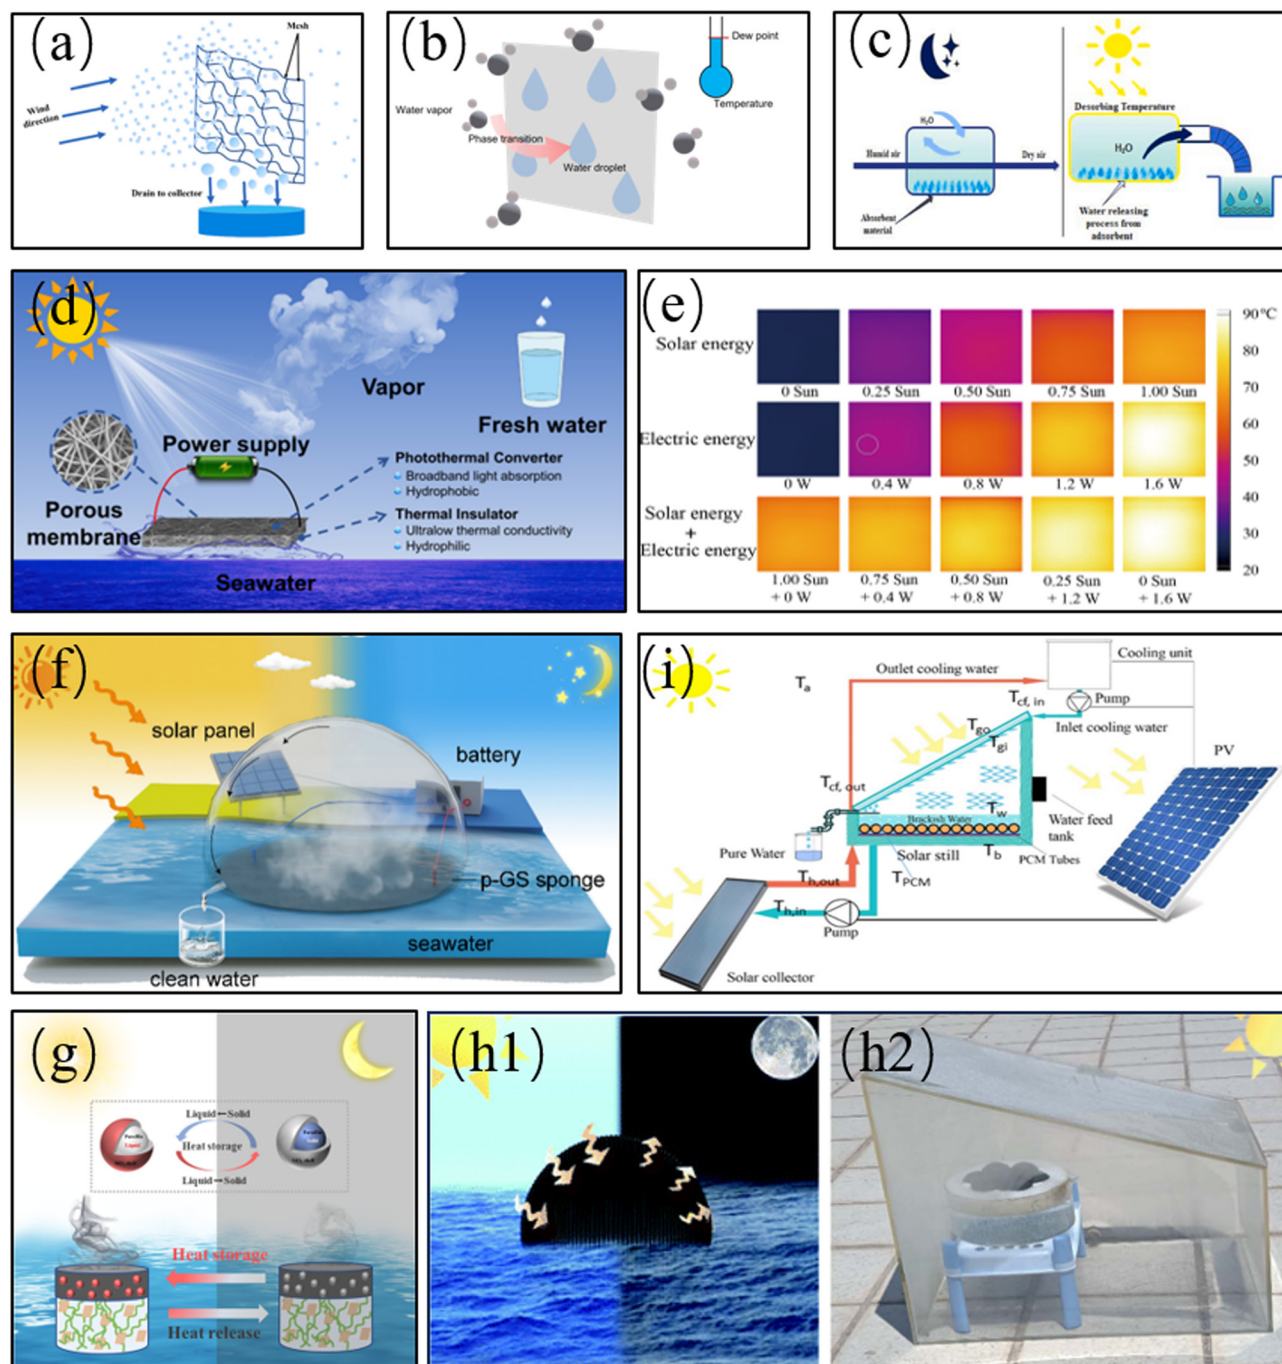 (a)
Mesh
Wind
direction
Drain to collector
(b)
Dew point
Temperature
Water vapor
Phase transition
Water droplet
(c)
H₂O
Humid air
Dry air
Absorbent
material
Desorbing Temperature
H₂O
Water releasing
process from
adsorbent
(d)
Vapor
Fresh water
Power supply
Porous
membrane
Photothermal Converter
Broadband light absorption
Hydrophobic
Thermal Insulator
Ultralow thermal conductivity
Hydrophilic
Seawater
(e)
Solar energy
0 Sun
0.25 Sun
0.50 Sun
0.75 Sun
1.00 Sun
Electric energy
0 W
0.4 W
0.8 W
1.2 W
1.6 W
Solar energy
+
Electric energy
1.00 Sun
+ 0 W
0.75 Sun
+ 0.4 W
0.50 Sun
+ 0.8 W
0.25 Sun
+ 1.2 W
0 Sun
+ 1.6 W
90℃
80
70
60
50
40
30
20
(f)
solar panel
battery
p-GS sponge
seawater
clean water
(i)
Ta
Outlet cooling water
Cooling unit
Tcf, in
Pump
Inlet cooling water
Tgo
Tgi
PV
Tcf, out
Tw
Brackish Water
Water feed
tank
Pure Water
Solar still
Tb
PCM Tubes
TPCM
Th,out
Th,in
Pump
Solar collector
(g)
Liquid←Solid
Heat storage
Liquid→Solid
Liquid
Heat storage
Heat release
(h1)
(h2)